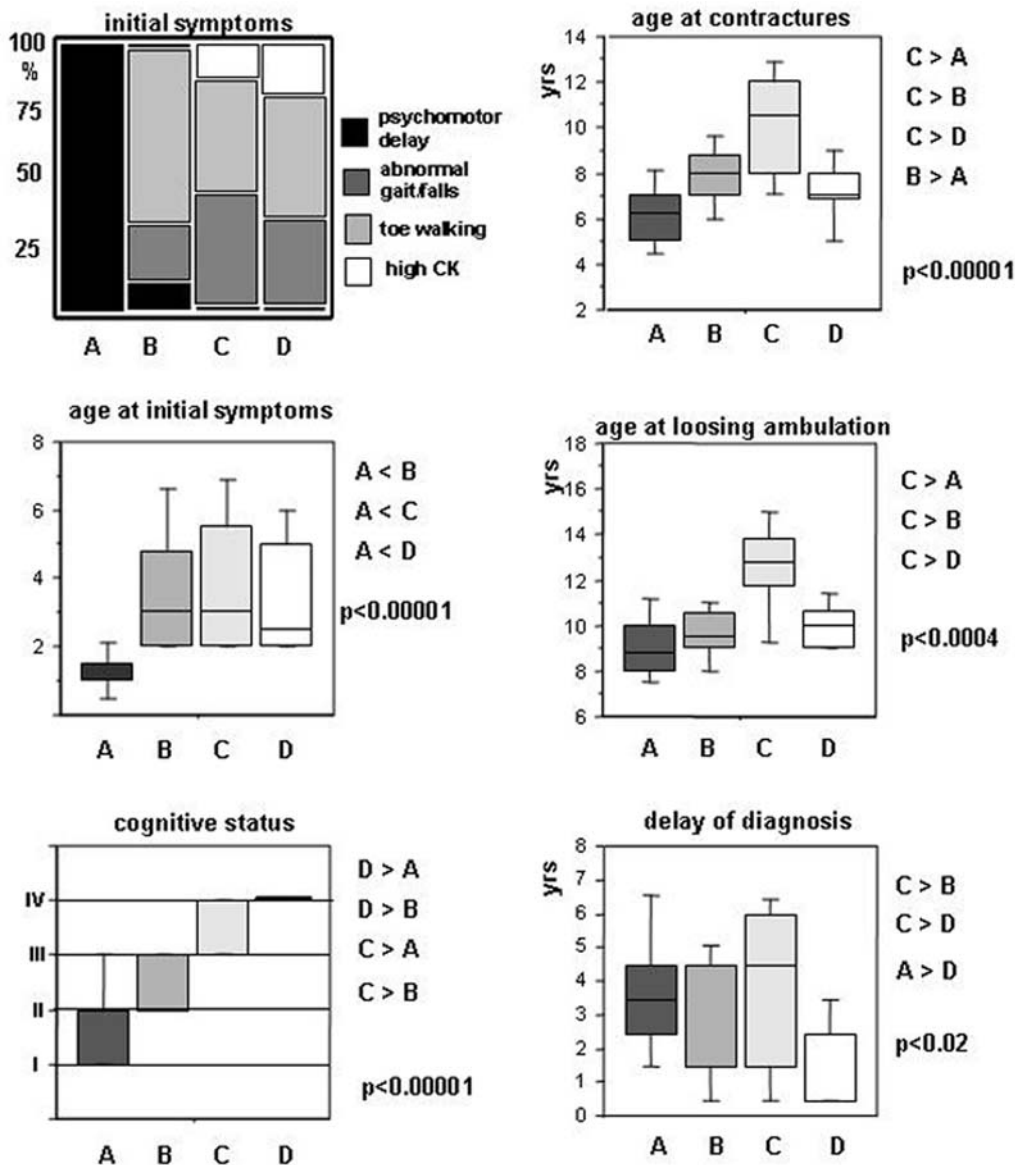 initial symptoms
100
%
75
50
25
A B C D
psychomotor
delay
abnormal
gait.falls
toe walking
high CK
age at contractures
yrs
14
12
10
8
6
4
2
A B C D
C > A
C > B
C > D
B > A
p<0.00001
age at initial symptoms
8
6
4
2
A B C D
A < B
A < C
A < D
p<0.00001
age at loosing ambulation
yrs
18
16
14
12
10
8
6
A B C D
C > A
C > B
C > D
p<0.0004
cognitive status
IV
III
II
I
A B C D
D > A
D > B
C > A
C > B
p<0.00001
delay of diagnosis
yrs
8
7
6
5
4
3
2
1
0
A B C D
C > B
C > D
A > D
p<0.02